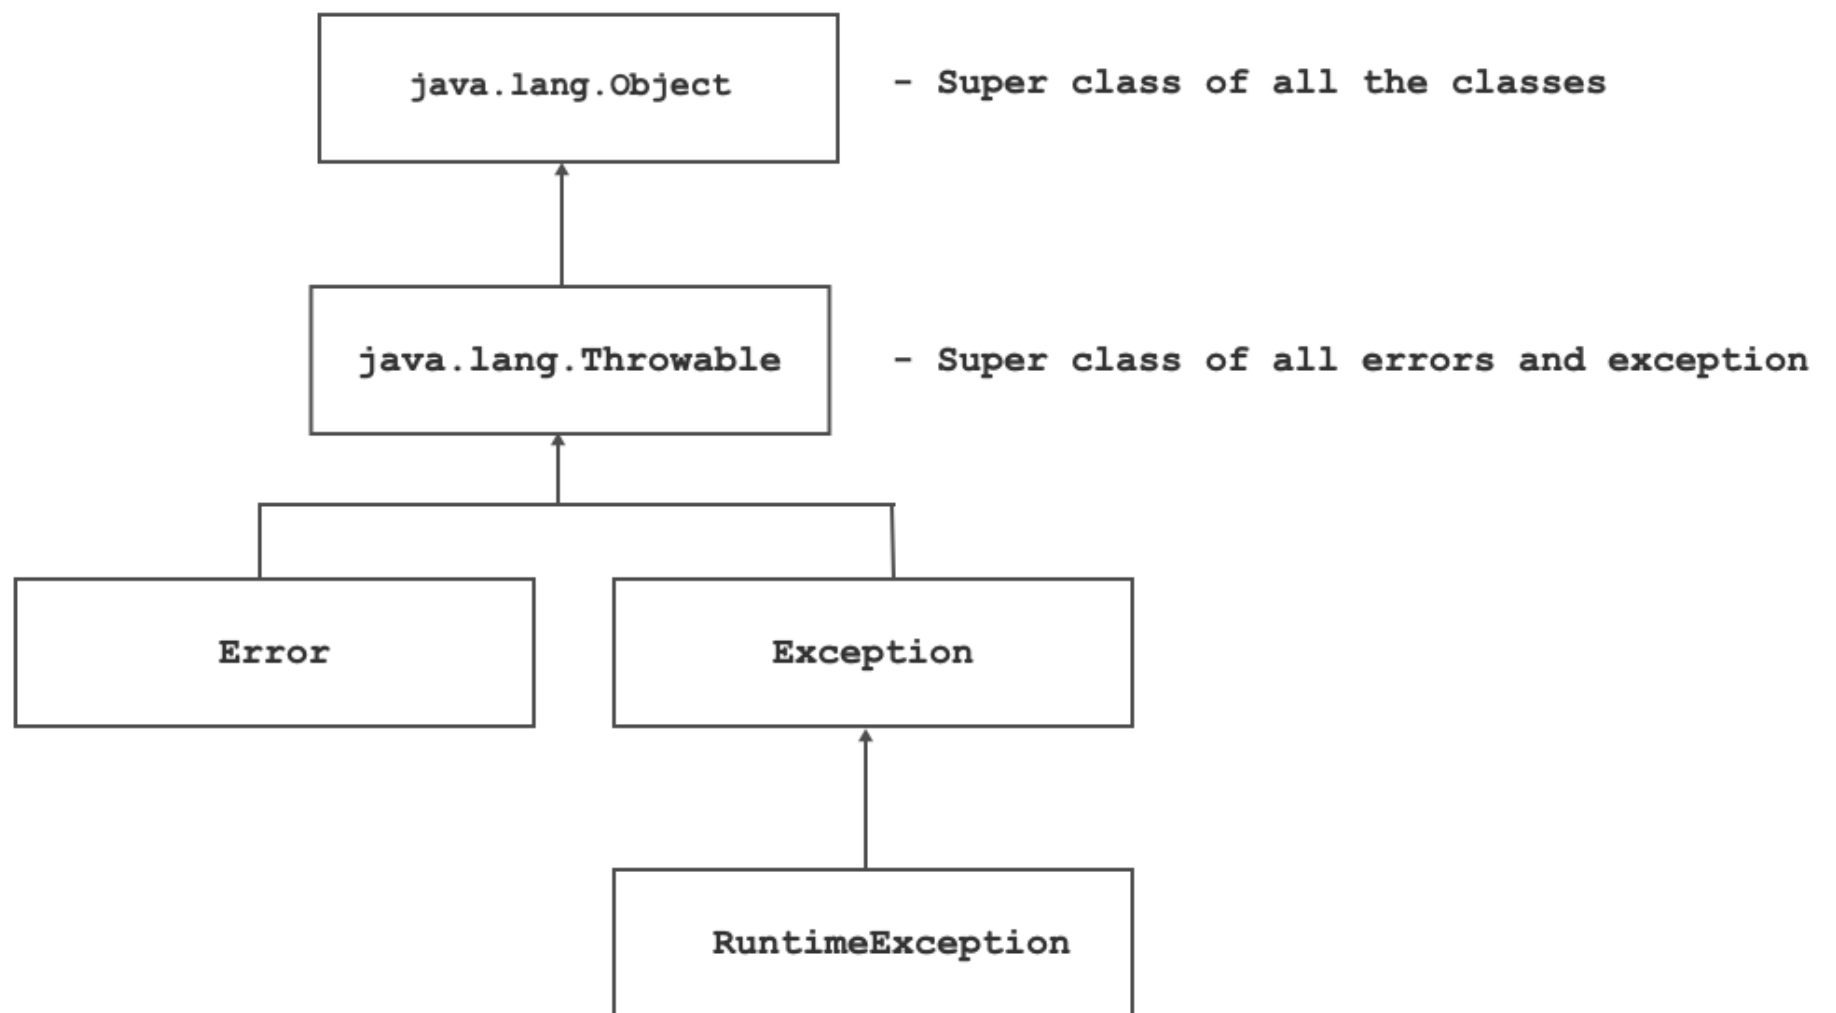 java.lang.Object
- Super class of all the classes
java.lang.Throwable
- Super class of all errors and exception
Error
Exception
RuntimeException